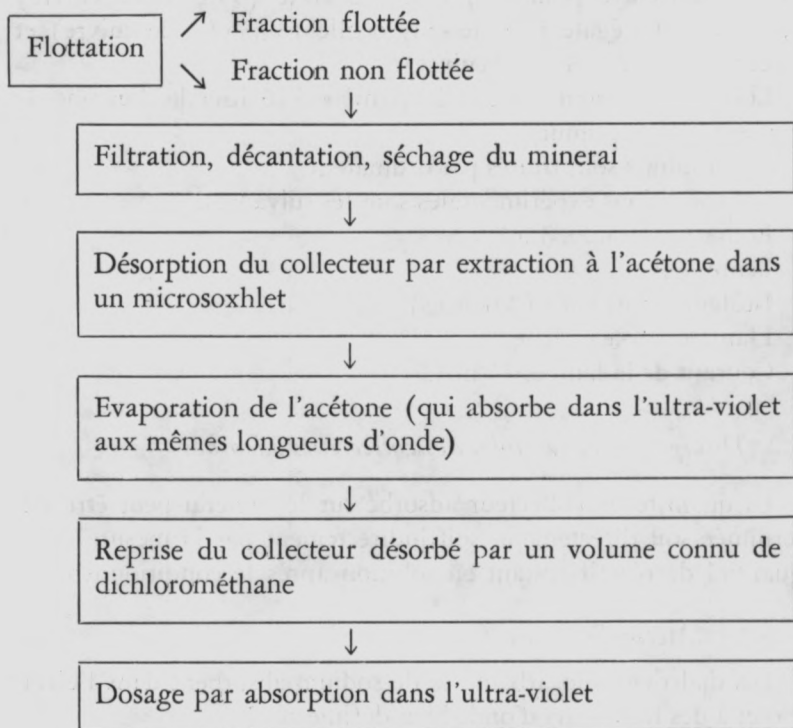 Fraction flottée
Flottation
Fraction non flottée
Filtration, décantation, séchage du minerai
Désorption du collecteur par extraction à l'acétone dans
un microsoxhlet
Evaporation de l'acétone (qui absorbe dans l'ultra-violet
aux mêmes longueurs d'onde)
Reprise du collecteur désorbé par un volume connu de
dichlorométhane
Dosage par absorption dans l'ultra-violet